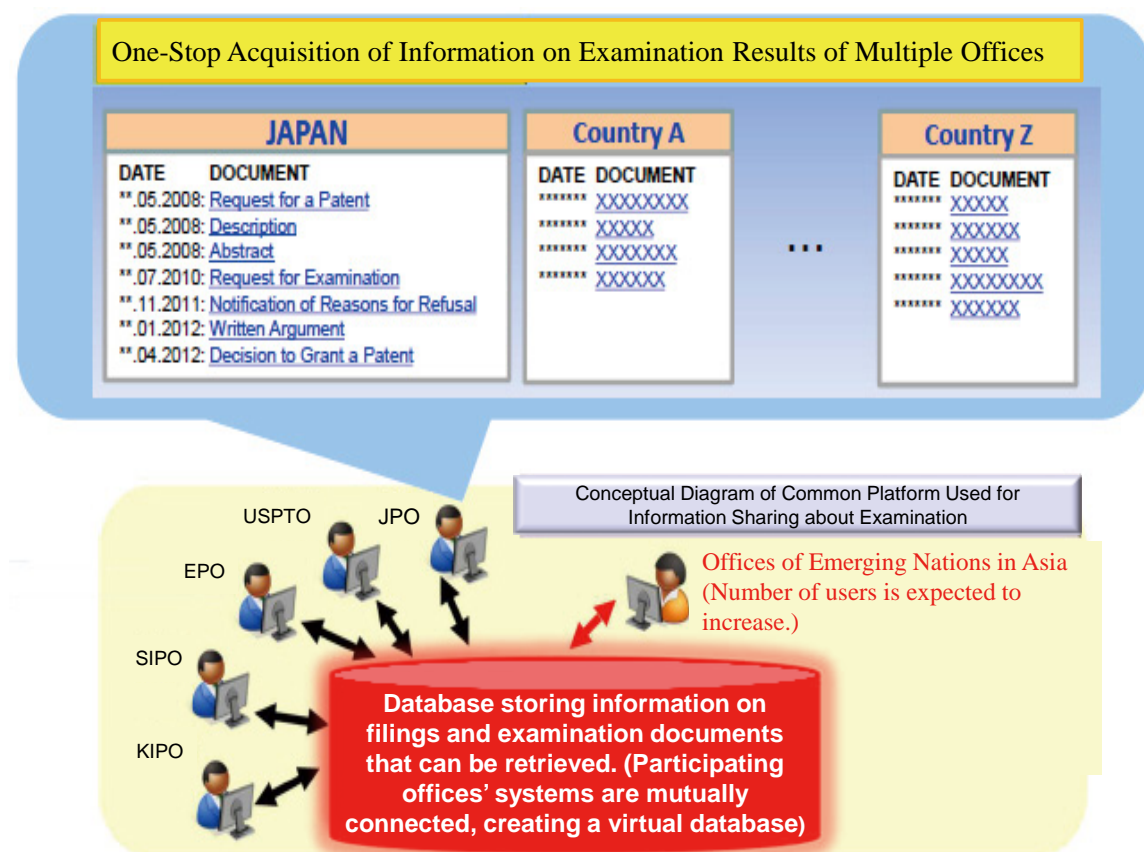 One-Stop Acquisition of Information on Examination Results of Multiple Offices
JAPAN
DATE DOCUMENT
**.05.2008: Request for a Patent
**.05.2008: Description
**.05.2008: Abstract
**.07.2010: Request for Examination
**.11.2011: Notification of Reasons for Refusal
**.01.2012: Written Argument
**.04.2012: Decision to Grant a Patent
Country A
DATE DOCUMENT
******* XXXXXXXX
******* XXXXX
******* XXXXXXX
******* XXXXXX
...
Country Z
DATE DOCUMENT
******* XXXXX
******* XXXXXX
******* XXXXX
******* XXXXXXXX
******* XXXXXX
Conceptual Diagram of Common Platform Used for
Information Sharing about Examination
USPTO
JPO
EPO
SIPO
KIPO
Offices of Emerging Nations in Asia
(Number of users is expected to
increase.)
Database storing information on
filings and examination documents
that can be retrieved. (Participating
offices’ systems are mutually
connected, creating a virtual database)